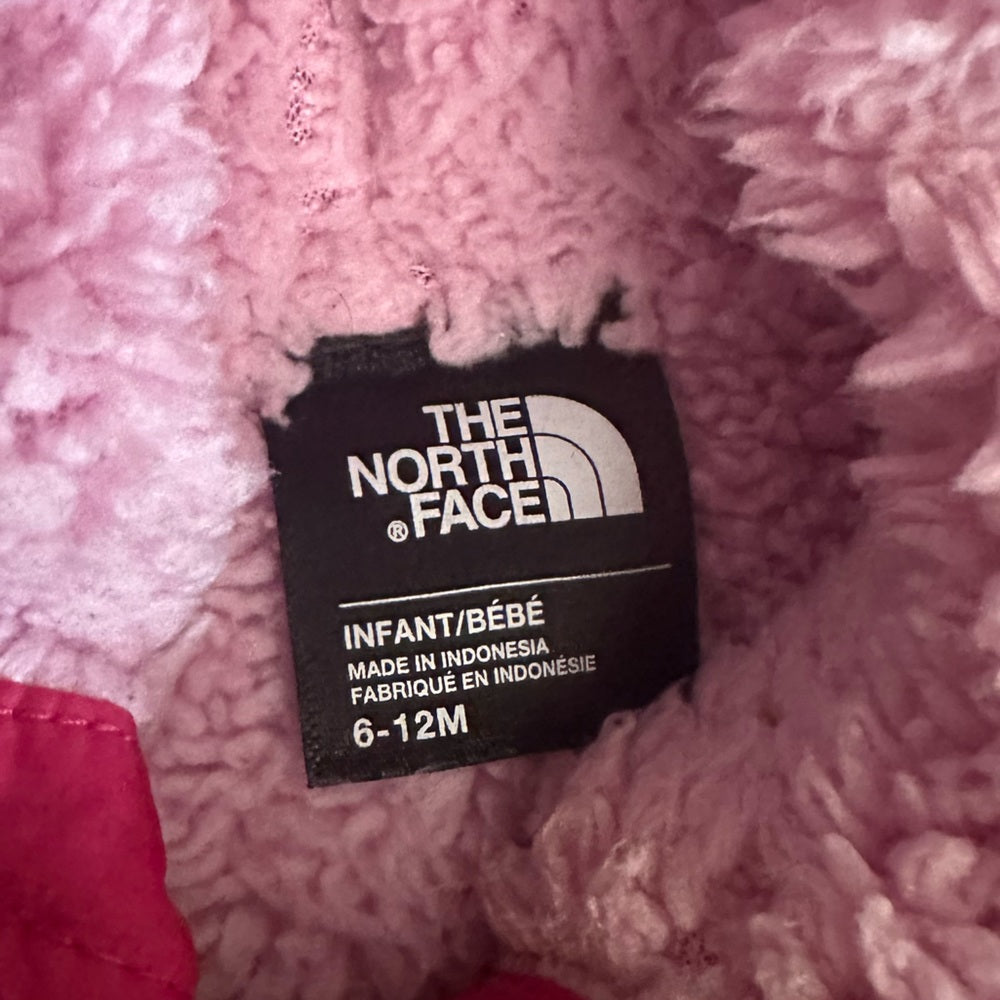 THE
NORTH
®FACE
INFANT/BÉBÉ
MADE IN INDONESIA
FABRIQUÉ EN INDONÉSIE
6-12M